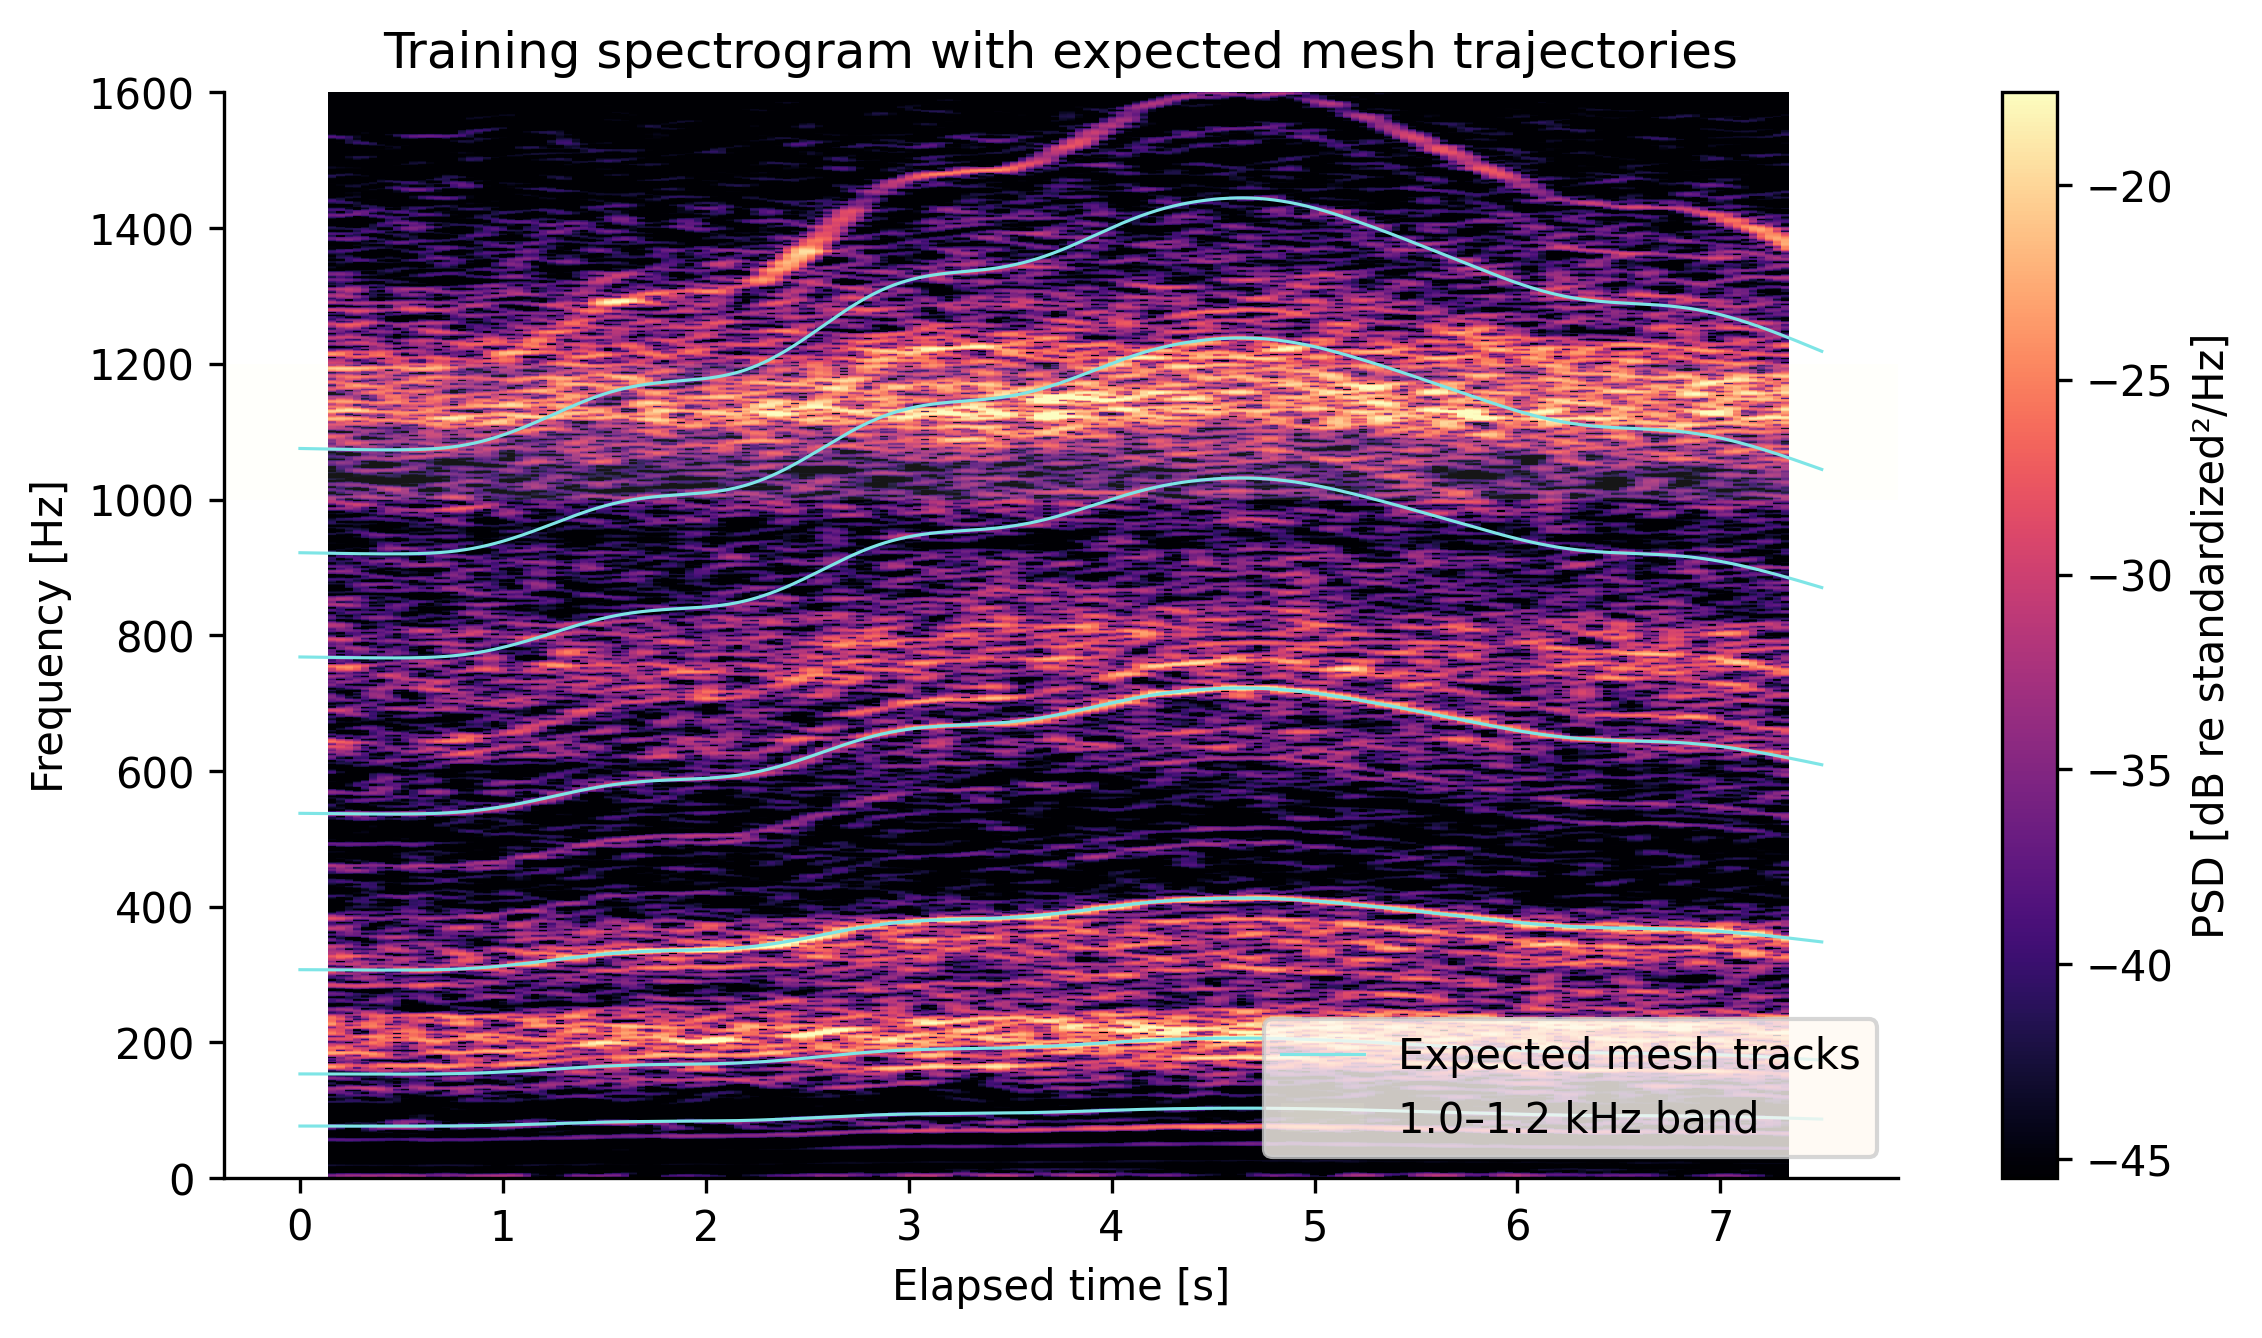 Training spectrogram with expected mesh trajectories
1600
1400
1200
1000
800
600
400
200
0
Frequency [Hz]
0 1 2 3 4 5 6 7
Elapsed time [s]
Expected mesh tracks
1.0–1.2 kHz band
−20
−25
−30
−35
−40
−45
PSD [dB re standardized²/Hz]